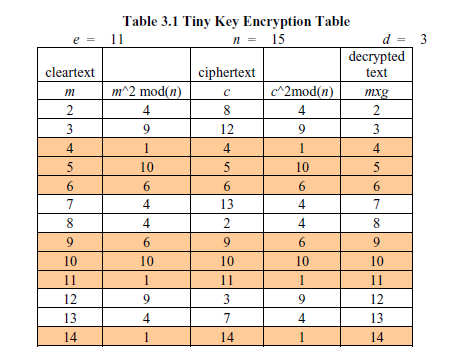 Table 3.1 Tiny Key Encryption Table
e = 11 n = 15 d = 3
cleartext ciphertext decrypted text
m m^2 mod(n) c c^2mod(n) mxg
2 4 8 4 2
3 9 12 9 3
4 1 4 1 4
5 10 5 10 5
6 6 6 6 6
7 4 13 4 7
8 4 2 4 8
9 6 9 6 9
10 10 10 10 10
11 1 11 1 11
12 9 3 9 12
13 4 7 4 13
14 1 14 1 14